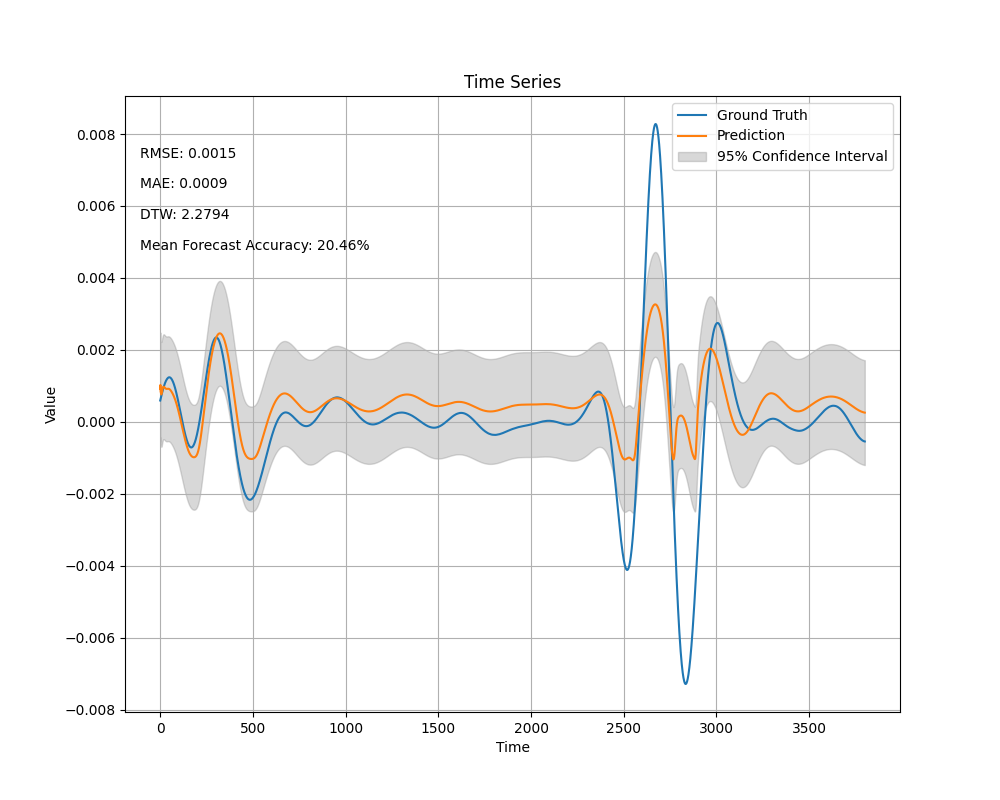 Time Series
Ground Truth
Prediction
95% Confidence Interval
RMSE: 0.0015
MAE: 0.0009
DTW: 2.2794
Mean Forecast Accuracy: 20.46%
Value
0.008
0.006
0.004
0.002
0.000
−0.002
−0.004
−0.006
−0.008
0 500 1000 1500 2000 2500 3000 3500
Time